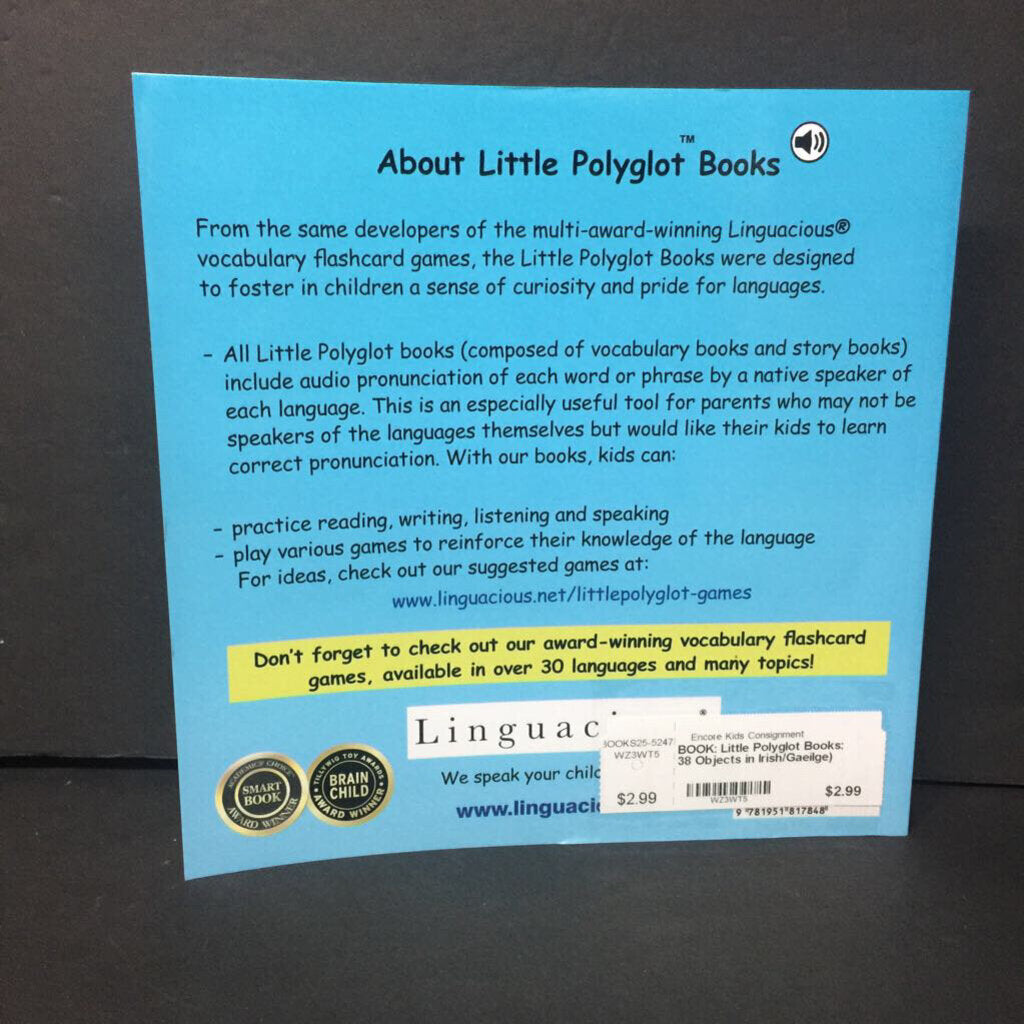 About Little Polyglot™ Books
From the same developers of the multi-award-winning Linguacious®
vocabulary flashcard games, the Little Polyglot Books were designed
to foster in children a sense of curiosity and pride for languages.
- All Little Polyglot books (composed of vocabulary books and story books)
include audio pronunciation of each word or phrase by a native speaker of
each language. This is an especially useful tool for parents who may not be
speakers of the languages themselves but would like their kids to learn
correct pronunciation. With our books, kids can:
- practice reading, writing, listening and speaking
- play various games to reinforce their knowledge of the language
For ideas, check out our suggested games at:
www.linguacious.net/littlepolyglot-games
Don't forget to check out our award-winning vocabulary flashcard
games, available in over 30 languages and many topics!
Linguac ®
We speak your
www.linguaci
ACADEMICS' CHOICE
SMART
BOOK
AWARD WINNER
TILLYWIG TOY AWARDS
BRAIN
CHILD
AWARD WINNER
BOOKS25-5247
WZ3WT5
$2.99
Encore Kids Consignment
BOOK: Little Polyglot Books:
38 Objects in Irish/Gaeilge)
WZ3WT5
$2.99
9 781951 817848